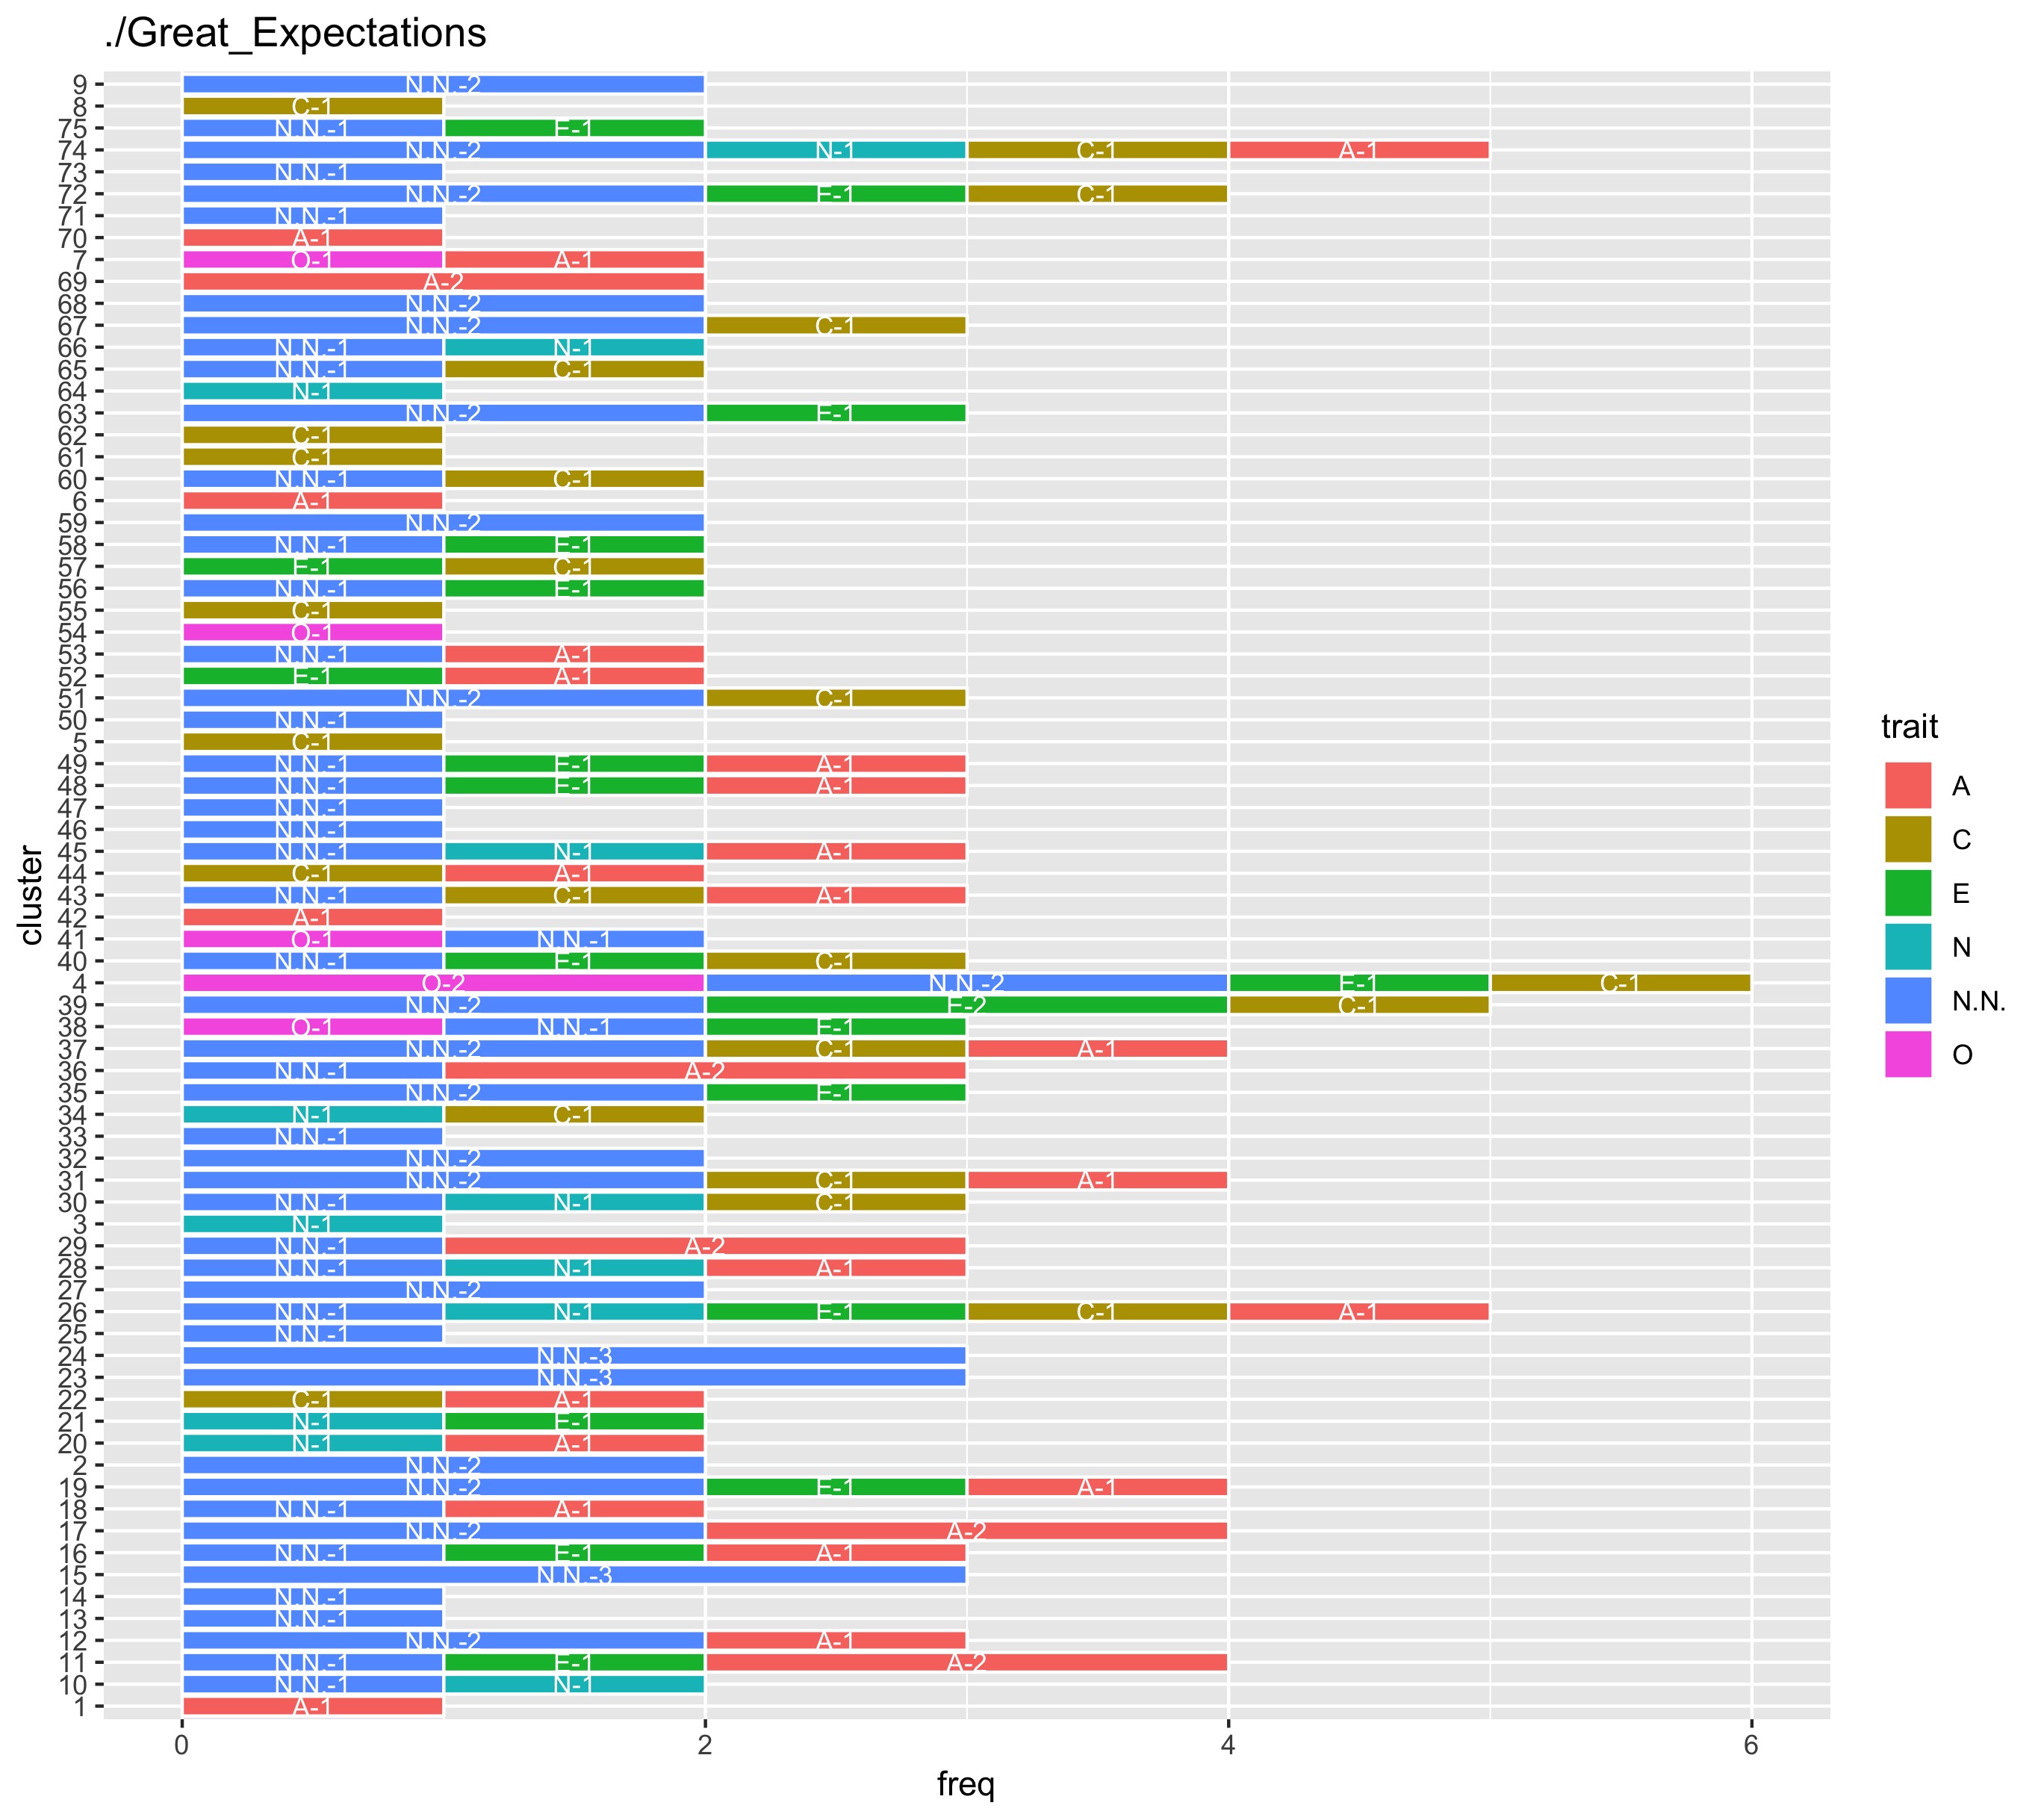 ./Great_Expectations
9 N.N.-2
8 C-1
75 N.N.-1 E-1
74 N.N.-2 N-1 C-1 A-1
73 N.N.-1
72 N.N.-2 E-1 C-1
71 N.N.-1
70 A-1
7 O-1 A-1
69 A-2
68 N.N.-2
67 N.N.-2 C-1
66 N.N.-1 N-1
65 N.N.-1 C-1
64 N-1
63 N.N.-2 E-1
62 C-1
61 C-1
60 N.N.-1 C-1
6 A-1
59 N.N.-2
58 N.N.-1 E-1
57 E-1 C-1
56 N.N.-1 E-1
55 C-1
54 O-1
53 N.N.-1 A-1
52 E-1 A-1
51 N.N.-2 C-1
50 N.N.-1
5 C-1
49 N.N.-1 E-1 A-1
48 N.N.-1 E-1 A-1
47 N.N.-1
46 N.N.-1
45 N.N.-1 N-1 A-1
44 C-1 A-1
43 N.N.-1 C-1 A-1
42 A-1
41 O-1 N.N.-1
40 N.N.-1 E-1 C-1
4 O-2 N.N.-2 E-1 C-1
39 N.N.-2 E-2 C-1
38 O-1 N.N.-1 E-1
37 N.N.-2 C-1 A-1
36 N.N.-1 A-2
35 N.N.-2 E-1
34 N-1 C-1
33 N.N.-1
32 N.N.-2
31 N.N.-2 C-1 A-1
30 N.N.-1 N-1 C-1
3 N-1
29 N.N.-1 A-2
28 N.N.-1 N-1 A-1
27 N.N.-2
26 N.N.-1 N-1 E-1 C-1 A-1
25 N.N.-1
24 N.N.-3
23 N.N.-3
22 C-1 A-1
21 N-1 E-1
20 N-1 A-1
2 N.N.-2
19 N.N.-2 E-1 A-1
18 N.N.-1 A-1
17 N.N.-2 A-2
16 N.N.-1 E-1 A-1
15 N.N.-3
14 N.N.-1
13 N.N.-1
12 N.N.-2 A-1
11 N.N.-1 E-1 A-2
10 N.N.-1 N-1
1 A-1
0 2 4 6
freq
cluster
trait
A
C
E
N
N.N.
O